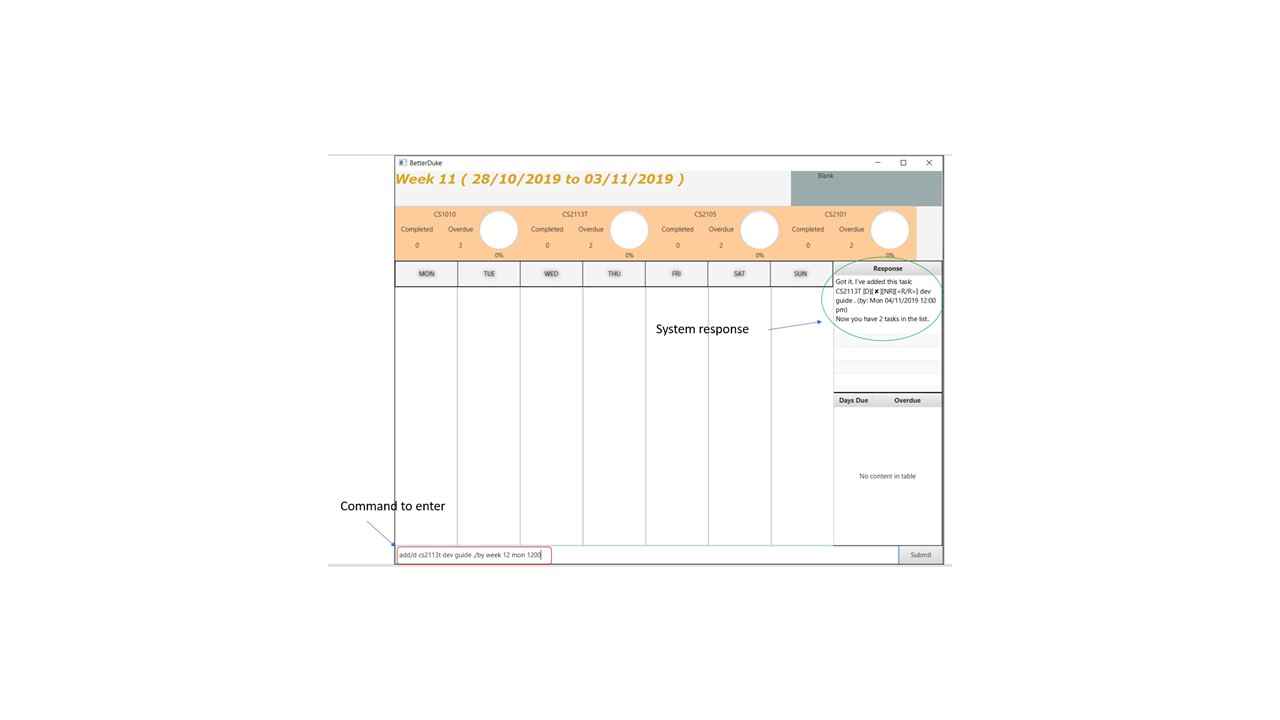 BetterDuke
Week 11 ( 28/10/2019 to 03/11/2019 )
Blank
CS1010
Completed Overdue
0 3
0%
CS2113T
Completed Overdue
0 2
0%
CS2105
Completed Overdue
0 2
0%
CS2101
Completed Overdue
0 2
0%
MON TUE WED THU FRI SAT SUN
Response
Got it. I've added this task:
CS2113T [D][✘][NR][<R/R>] dev
guide . (by: Mon 04/11/2019 12:00
pm)
Now you have 2 tasks in the list.
System response
Days Due Overdue
No content in table
Command to enter
add/d cs2113t dev guide ./by week 12 mon 1200
Submit